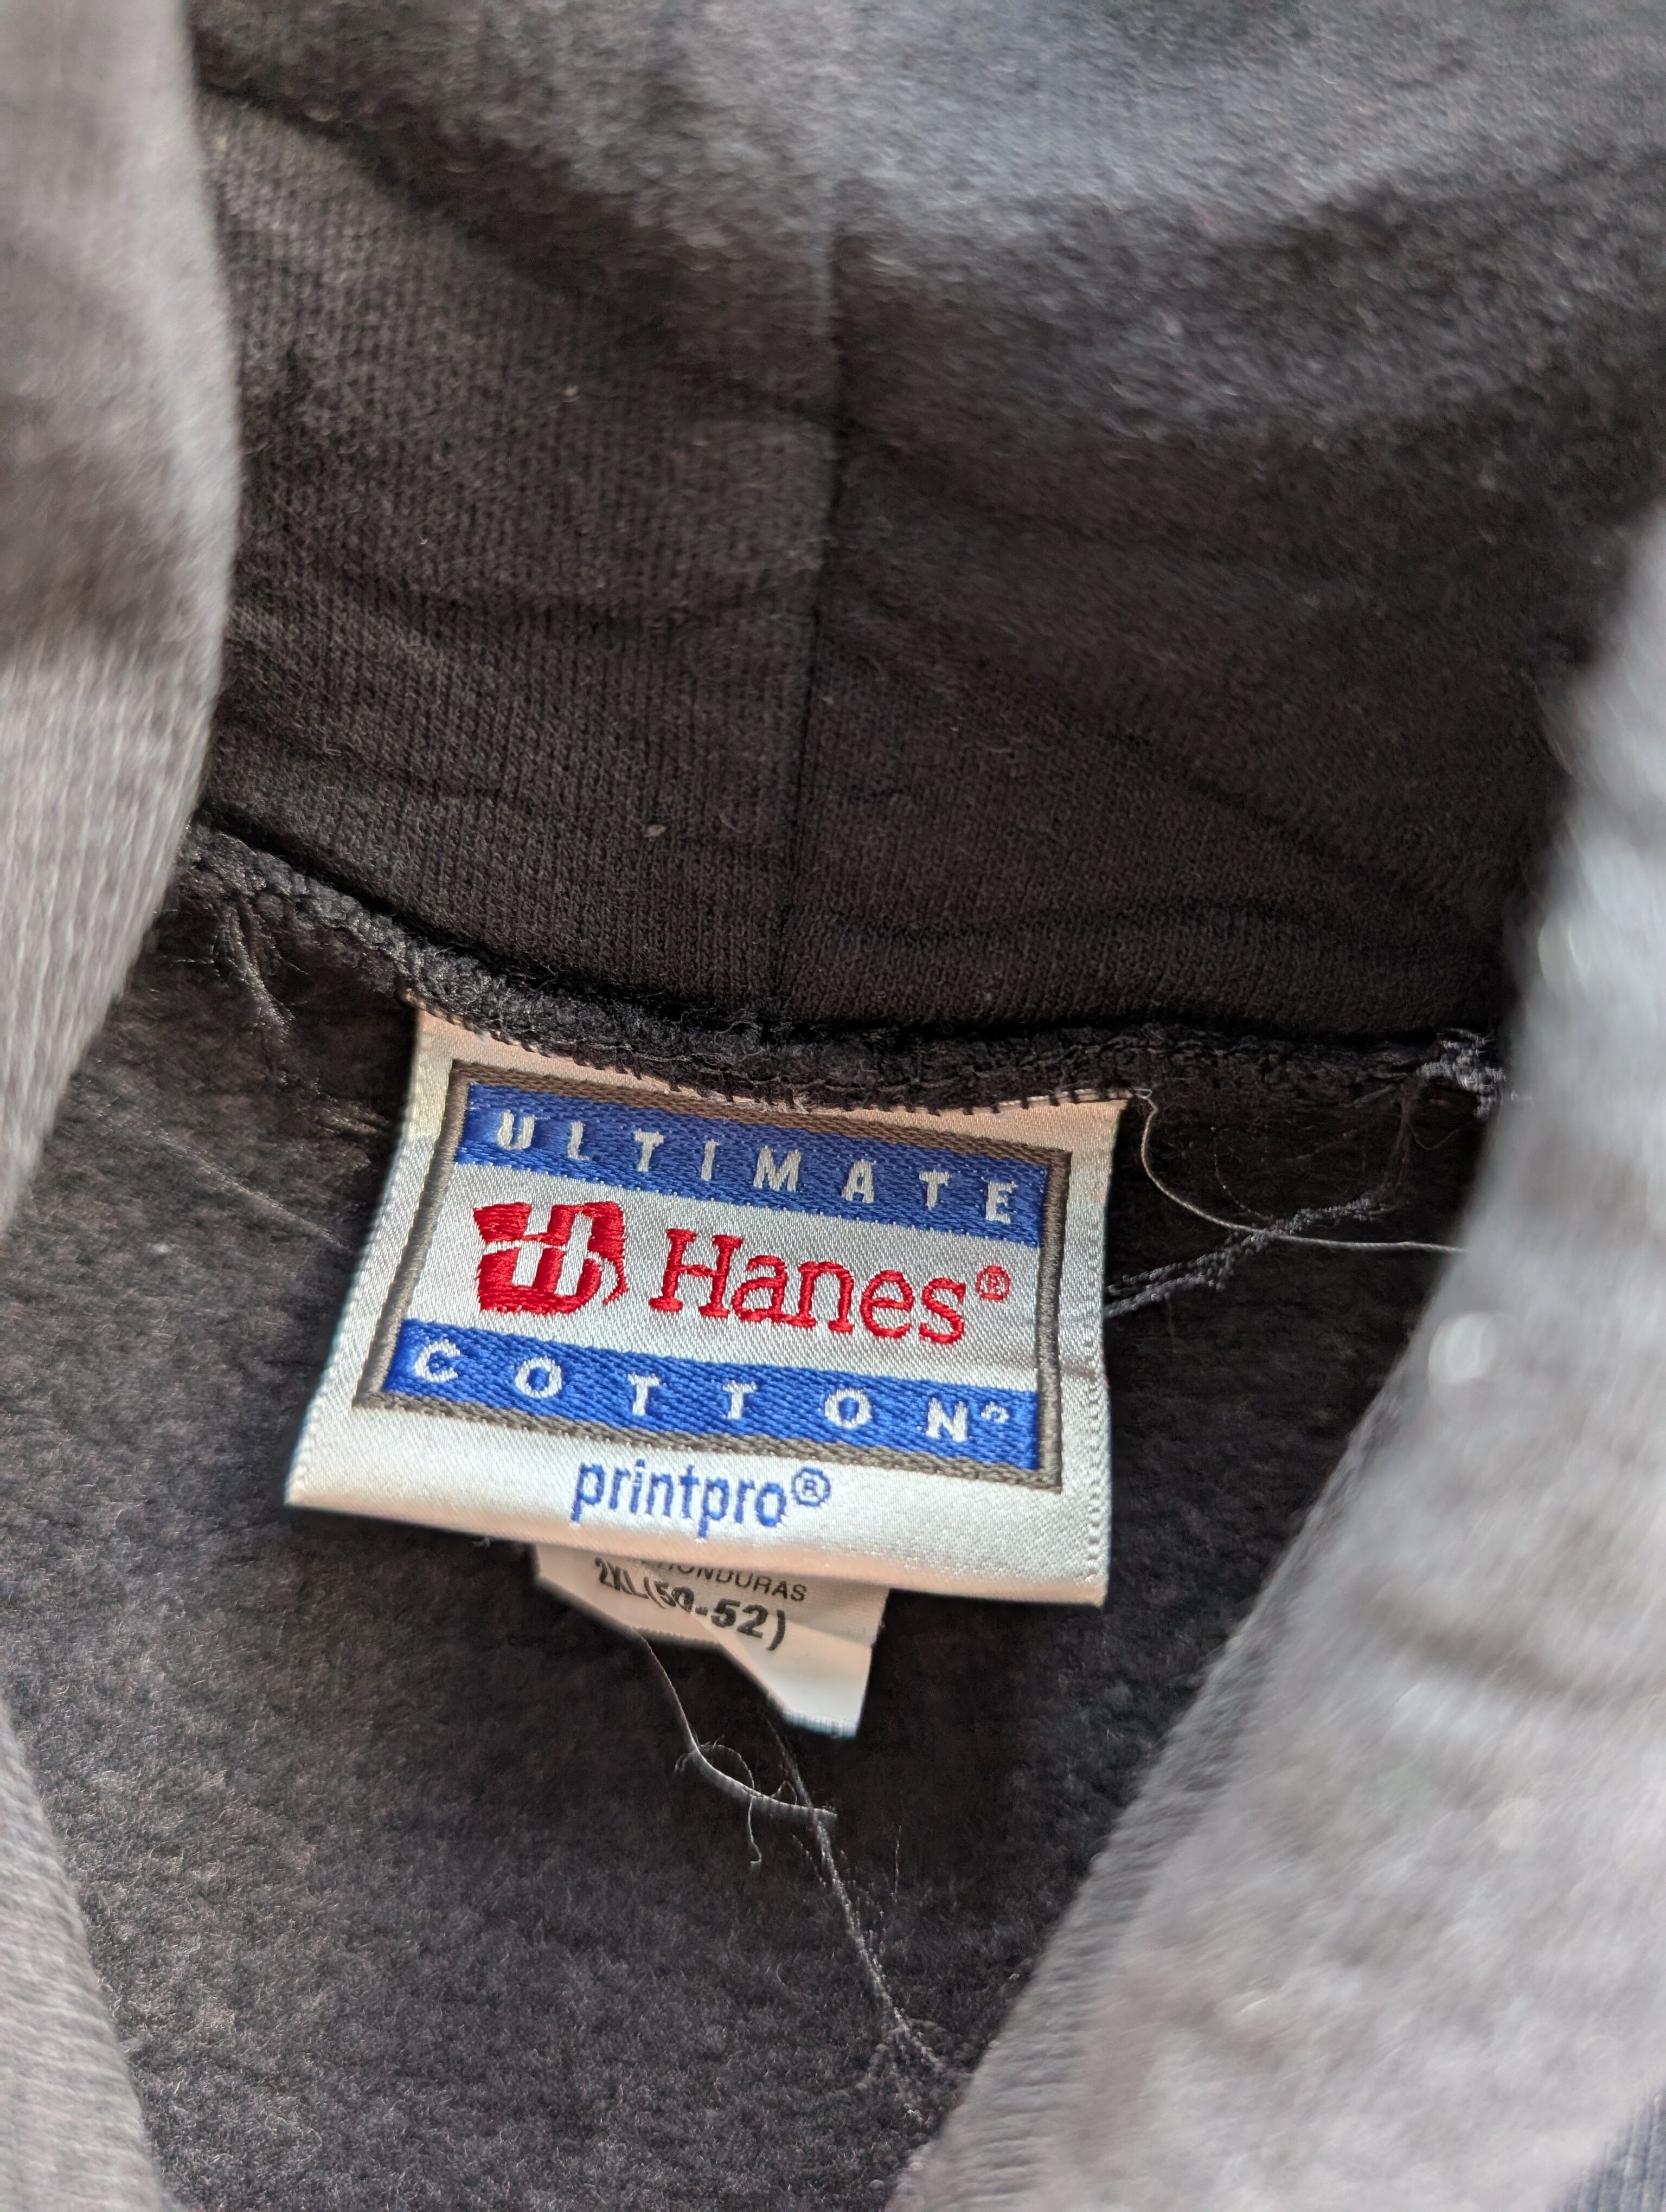 ULTIMATE
Hanes®
COTTON®
printpro®
HONDURAS
2XL(50-52)